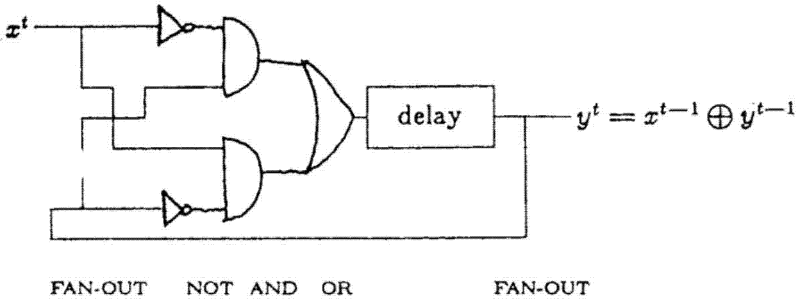 x^t
delay
y^t = x^{t−1} ⊕ y^{t−1}
FAN-OUT NOT AND OR FAN-OUT